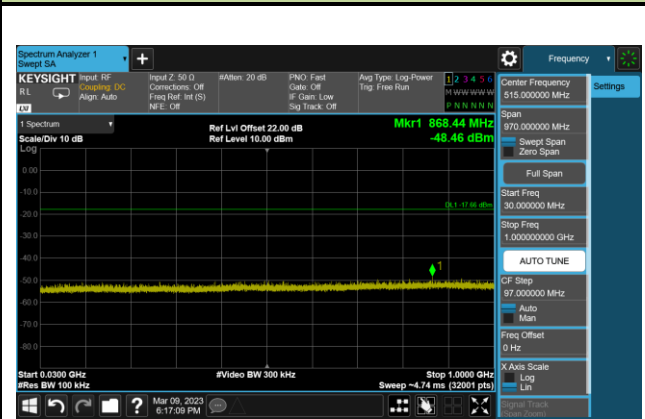 Spectrum Analyzer 1
Swept SA
+
Frequency
KEYSIGHT
RL
LXI
Input: RF
Coupling: DC
Align: Auto
Input Z: 50 Ω
Corrections: Off
Freq Ref: Int (S)
NFE: Off
#Atten: 20 dB
PNO: Fast
Gate: Off
IF Gain: Low
Sig Track: Off
Avg Type: Log-Power
Trig: Free Run
1 2 3 4 5 6
M W W W W W
P N N N N N
Center Frequency
515.000000 MHz
Settings
Span
970.000000 MHz
Swept Span
Zero Span
Full Span
Start Freq
30.000000 MHz
Stop Freq
1.000000000 GHz
AUTO TUNE
CF Step
97.000000 MHz
Auto
Man
Freq Offset
0 Hz
X Axis Scale
Log
Lin
Signal Track
(Span Zoom)
1 Spectrum
Scale/Div 10 dB
Log
Ref Lvl Offset 22.00 dB
Ref Level 10.00 dBm
Mkr1 868.44 MHz
-48.46 dBm
0.00
-10.0
DL1 -17.66 dBm
-20.0
-30.0
-40.0
1
-50.0
-60.0
-70.0
-80.0
Start 0.0300 GHz
#Video BW 300 kHz
Stop 1.0000 GHz
#Res BW 100 kHz
Sweep ~4.74 ms (32001 pts)
?
Mar 09, 2023
6:17:09 PM